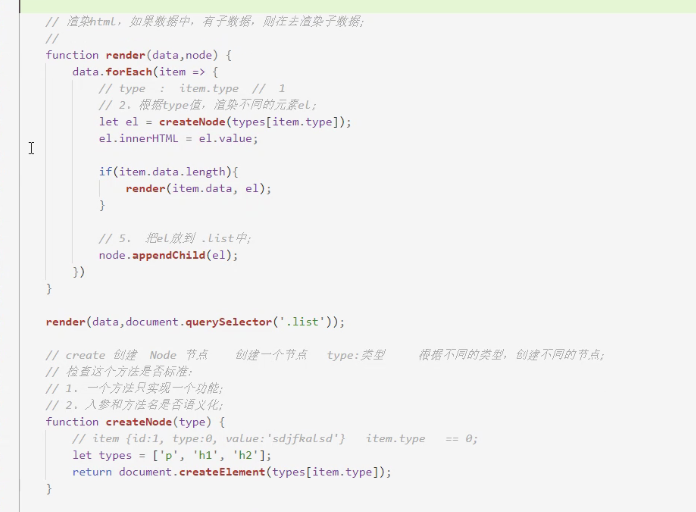 // 渲染html, 如果数据中, 有子数据, 则在去渲染子数据;
//
function render(data,node) {
data.forEach(item => {
// type : item.type // 1
// 2. 根据type值, 渲染不同的元素el;
let el = createNode(types[item.type]);
el.innerHTML = el.value;
if(item.data.length){
render(item.data, el);
}
// 5. 把el放到 .list中;
node.appendChild(el);
})
}
render(data,document.querySelector('.list'));
// create 创建 Node 节点 创建一个节点 type:类型 根据不同的类型, 创建不同的节点;
// 检查这个方法是否标准:
// 1. 一个方法只实现一个功能;
// 2. 入参和方法名是否语义化;
function createNode(type) {
// item {id:1, type:0, value:'sdjfkalsd'} item.type == 0;
let types = ['p', 'h1', 'h2'];
return document.createElement(types[item.type]);
}